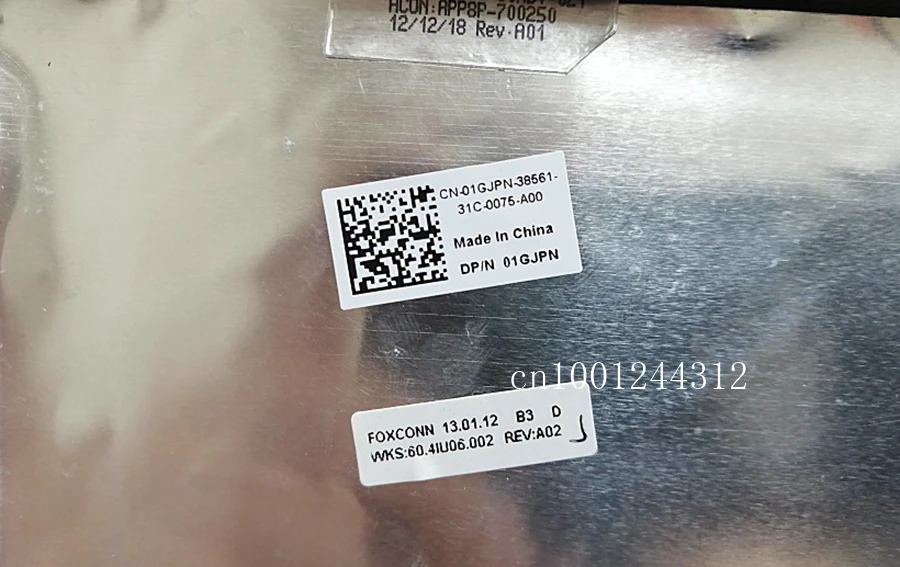 ACON:APP8P-700250
12/12/18 Rev·A01
CN-01GJPN-38561-
31C-0075-A00
Made In China
DP/N 01GJPN
cn1001244312
FOXCONN 13.01.12 B3 D
WKS:60.4IU06.002 REV:A02